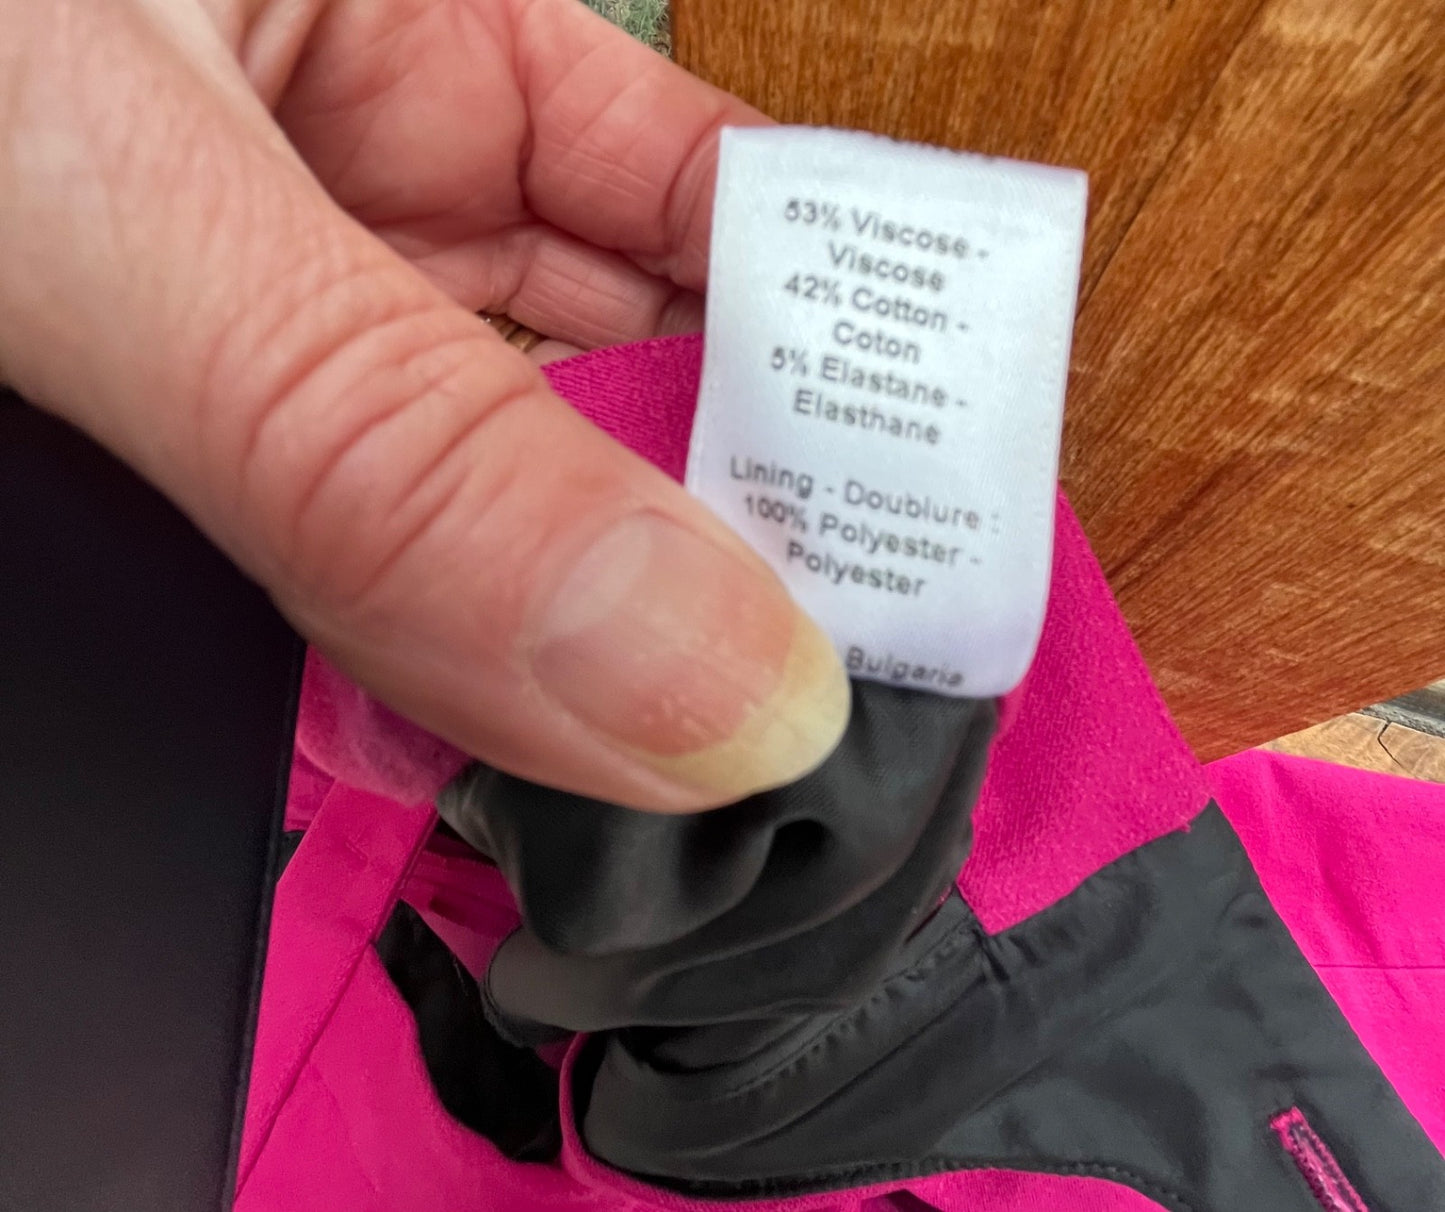 53% Viscose -
Viscose
42% Cotton -
Coton
5% Elastane -
Elasthane
Lining - Doublure :
100% Polyester -
Polyester
Bulgaria